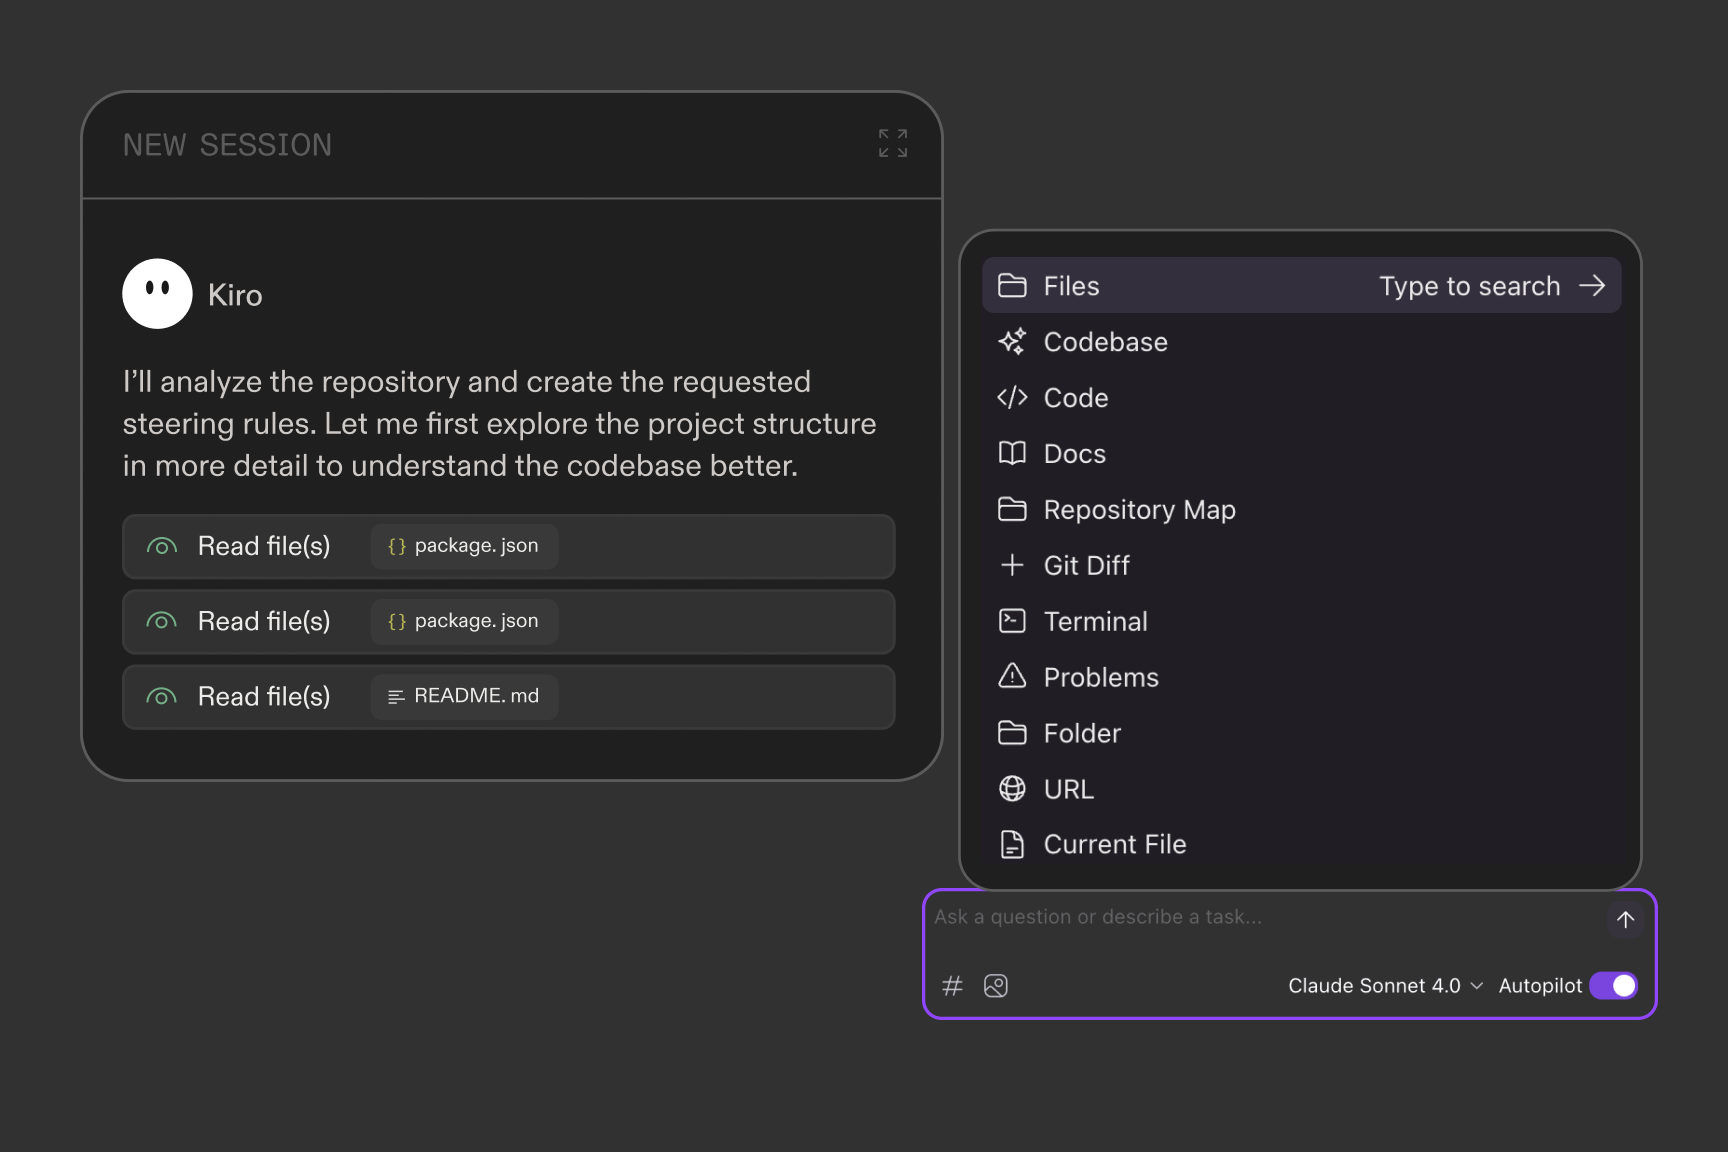 NEW SESSION
Kiro
I'll analyze the repository and create the requested
steering rules. Let me first explore the project structure
in more detail to understand the codebase better.
Read file(s) {} package. json
Read file(s) {} package. json
Read file(s) README. md
Files Type to search →
Codebase
</> Code
Docs
Repository Map
Git Diff
Terminal
Problems
Folder
URL
Current File
Ask a question or describe a task...
# Claude Sonnet 4.0 Autopilot